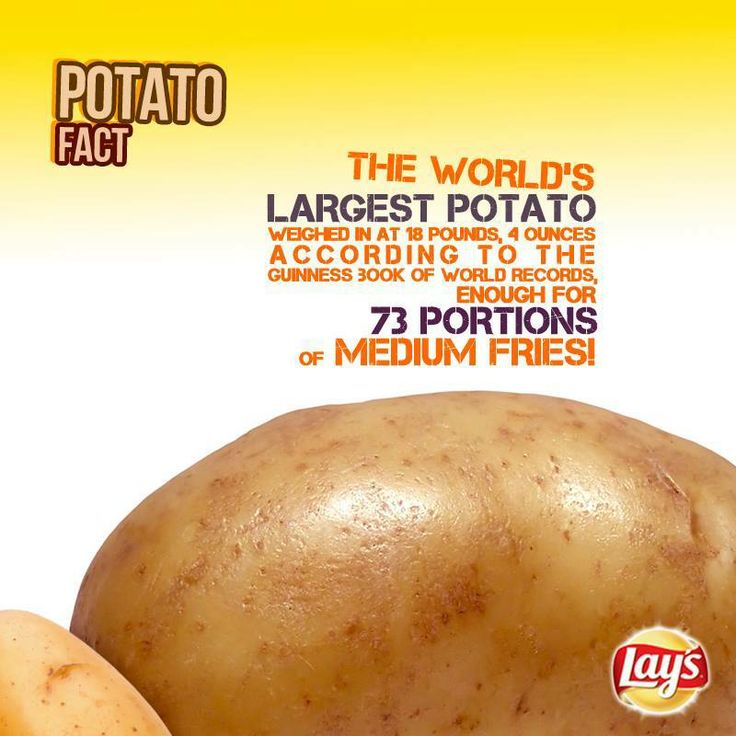 POTATO
FACT
THE WORLD'S
LARGEST POTATO
WEIGHED IN AT 18 POUNDS, 4 OUNCES
ACCORDING TO THE
GUINNESS BOOK OF WORLD RECORDS,
ENOUGH FOR
73 PORTIONS
OF MEDIUM FRIES!
Lay's